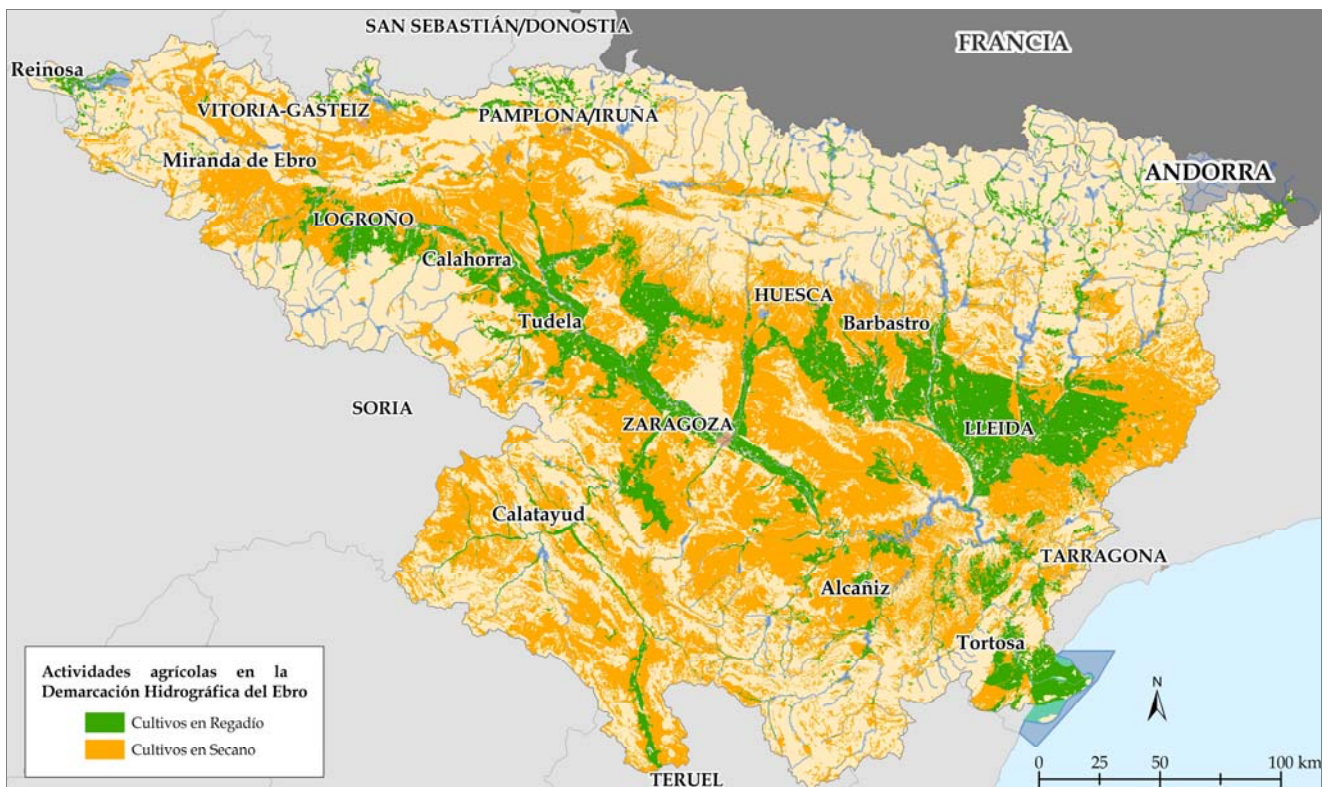 SAN SEBASTIÁN/DONOSTIA
FRANCIA
Reinosa
VITORIA-GASTEIZ
PAMPLONA/IRUÑA
Miranda de Ebro
ANDORRA
LOGROÑO
Calahorra
HUESCA
Tudela
Barbastro
SORIA
ZARAGOZA
LLEIDA
Calatayud
TARRAGONA
Alcañiz
Tortosa
Actividades agrícolas en la
Demarcación Hidrográfica del Ebro
Cultivos en Regadío
Cultivos en Secano
N
0 25 50 100 km
TERUEL